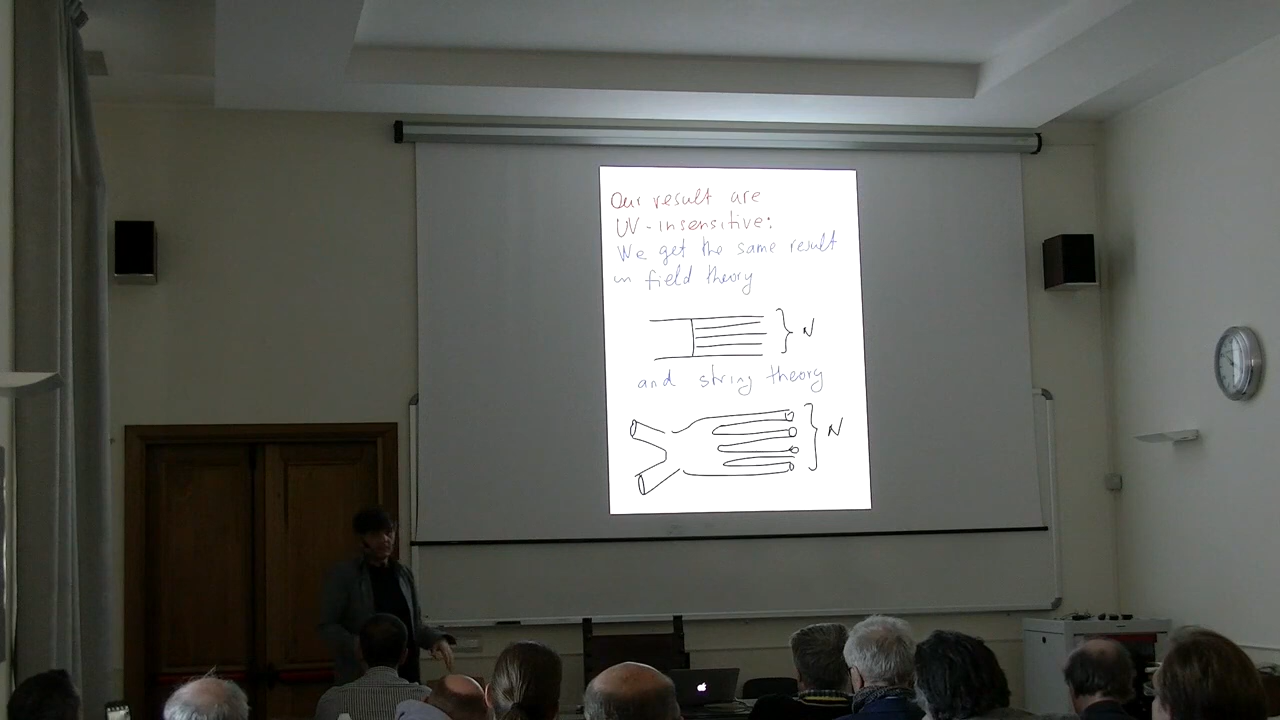 Our result are
UV-insensitive:
We get the same result
in field theory
N
and string theory
N